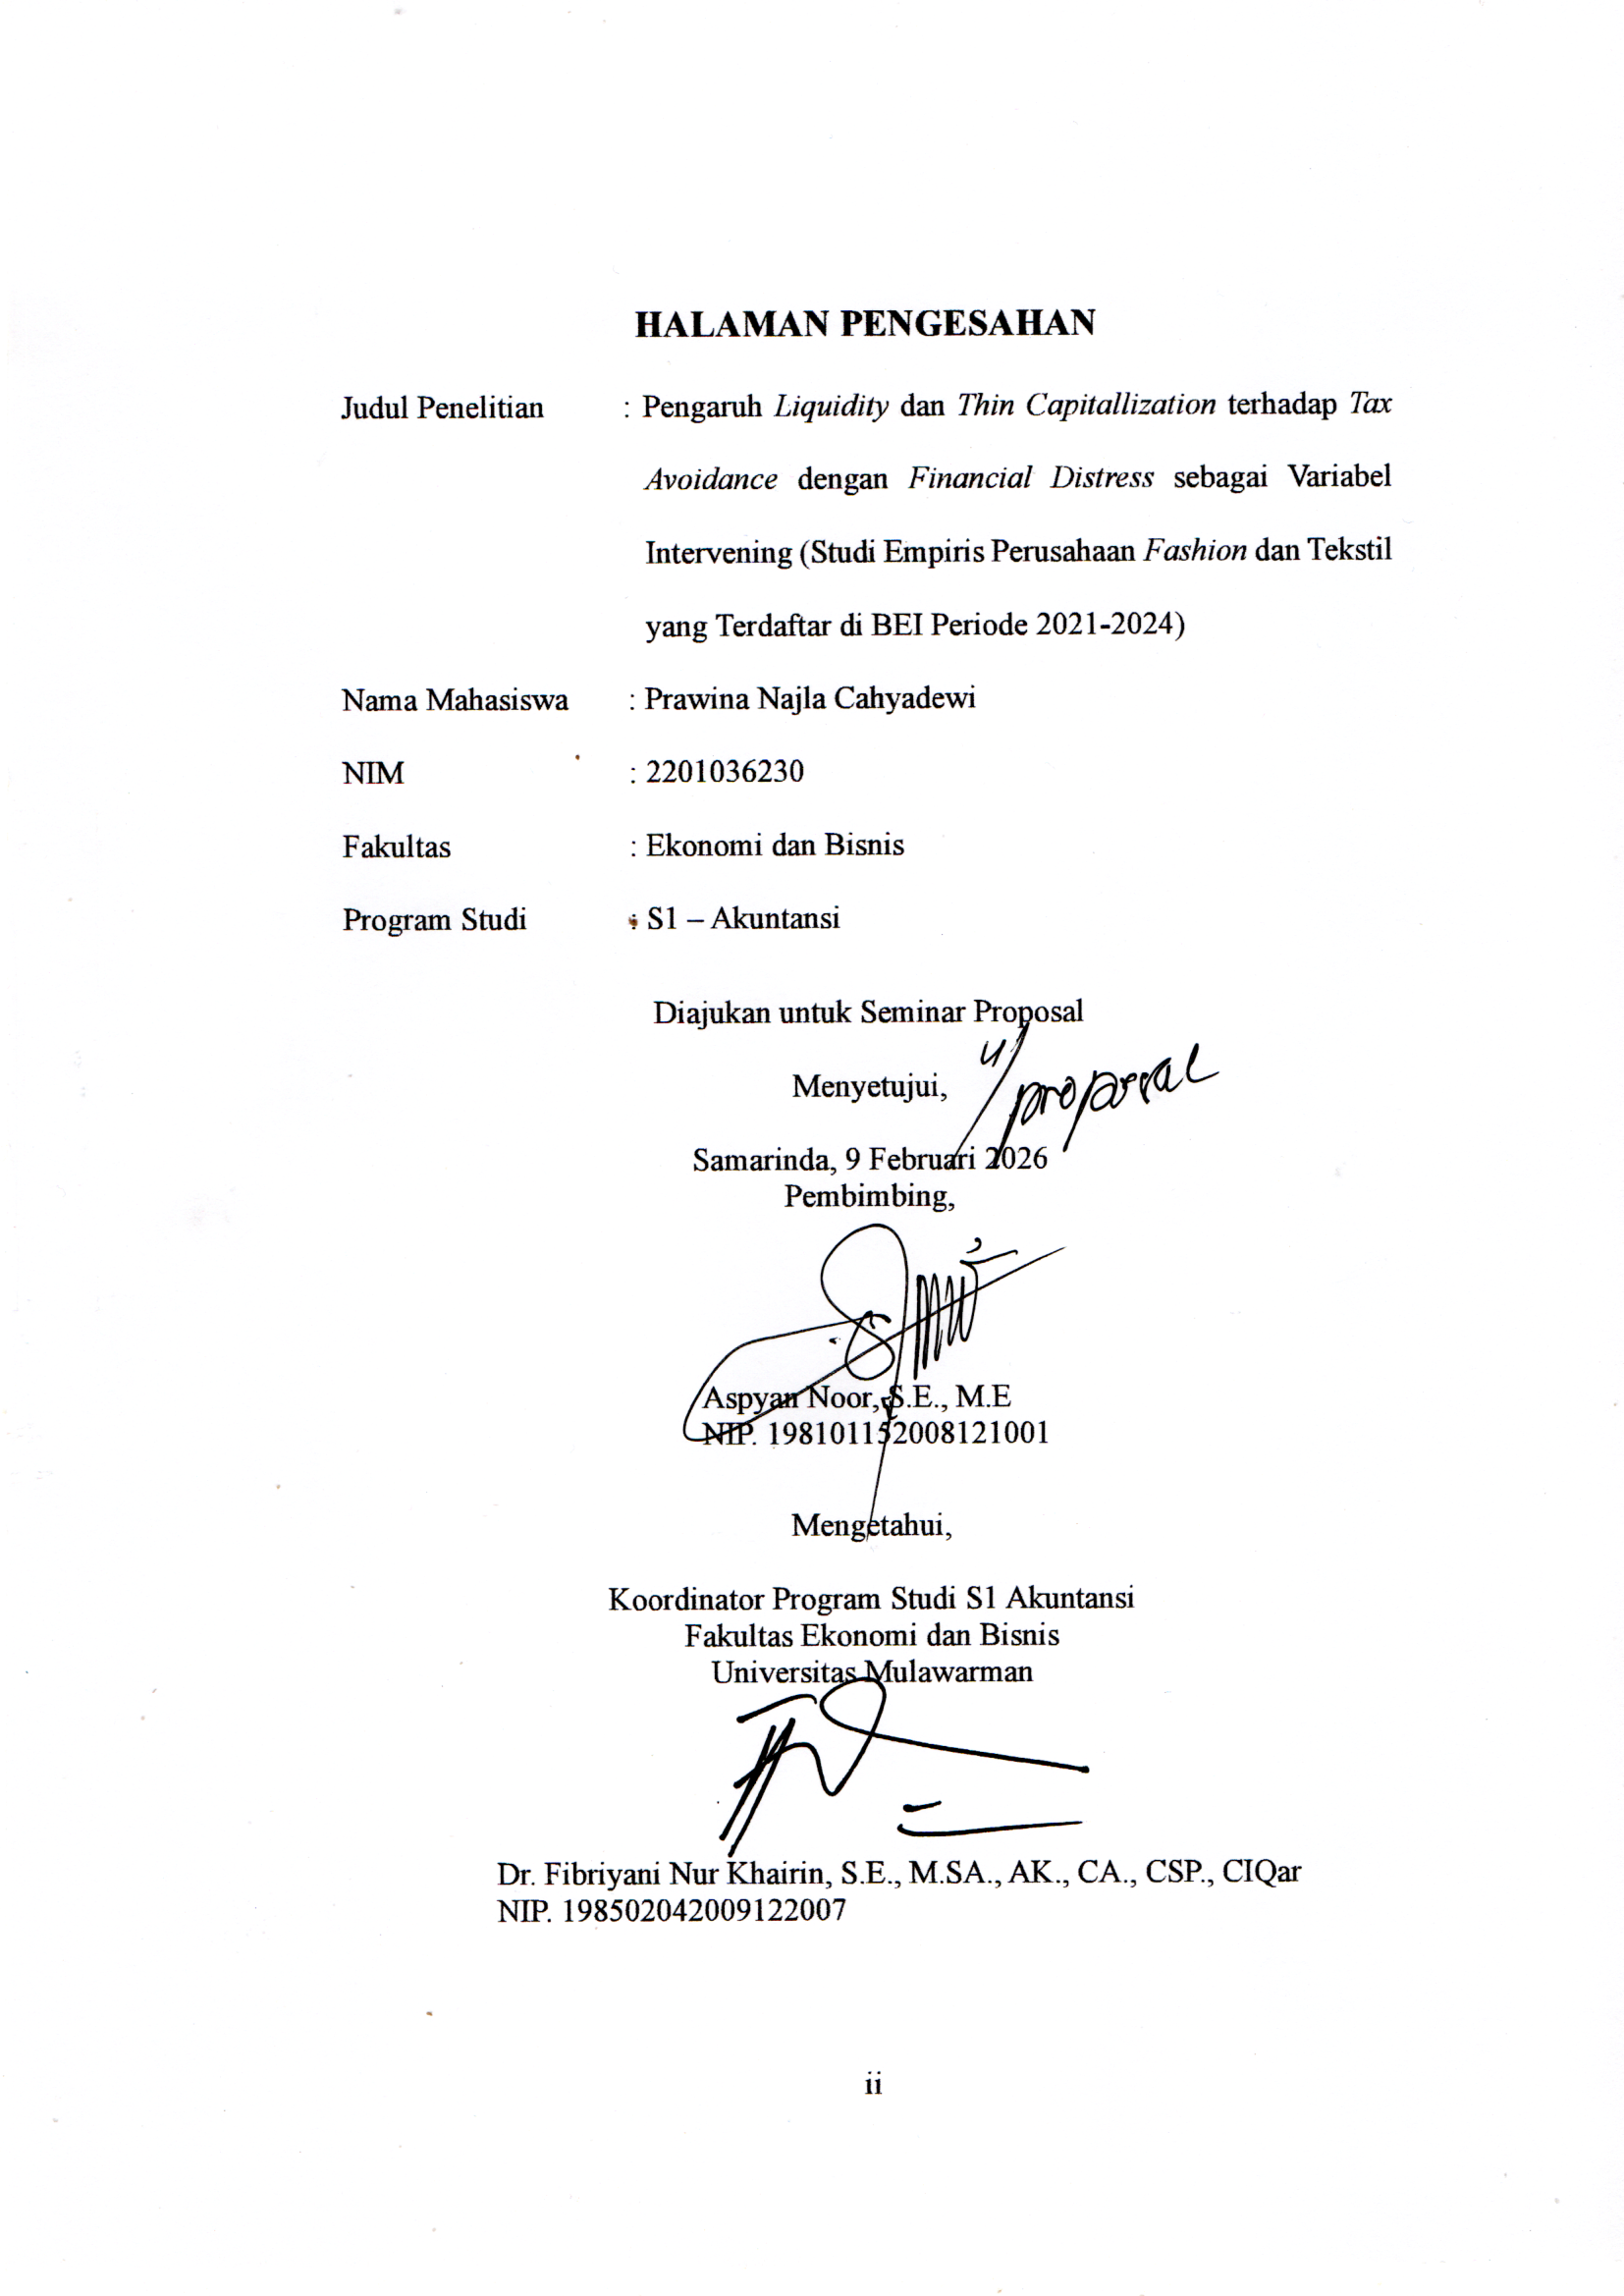 HALAMAN PENGESAHAN
Judul Penelitian : Pengaruh Liquidity dan Thin Capitallization terhadap Tax
Avoidance dengan Financial Distress sebagai Variabel
Intervening (Studi Empiris Perusahaan Fashion dan Tekstil
yang Terdaftar di BEI Periode 2021-2024)
Nama Mahasiswa : Prawina Najla Cahyadewi
NIM : 2201036230
Fakultas : Ekonomi dan Bisnis
Program Studi : S1 – Akuntansi
Diajukan untuk Seminar Proposal
Menyetujui,
proposal
Samarinda, 9 Februari 2026
Pembimbing,
Aspyan Noor, S.E., M.E
NIP. 198101152008121001
Mengetahui,
Koordinator Program Studi S1 Akuntansi
Fakultas Ekonomi dan Bisnis
Universitas Mulawarman
Dr. Fibriyani Nur Khairin, S.E., M.SA., AK., CA., CSP., CIQar
NIP. 198502042009122007
ii